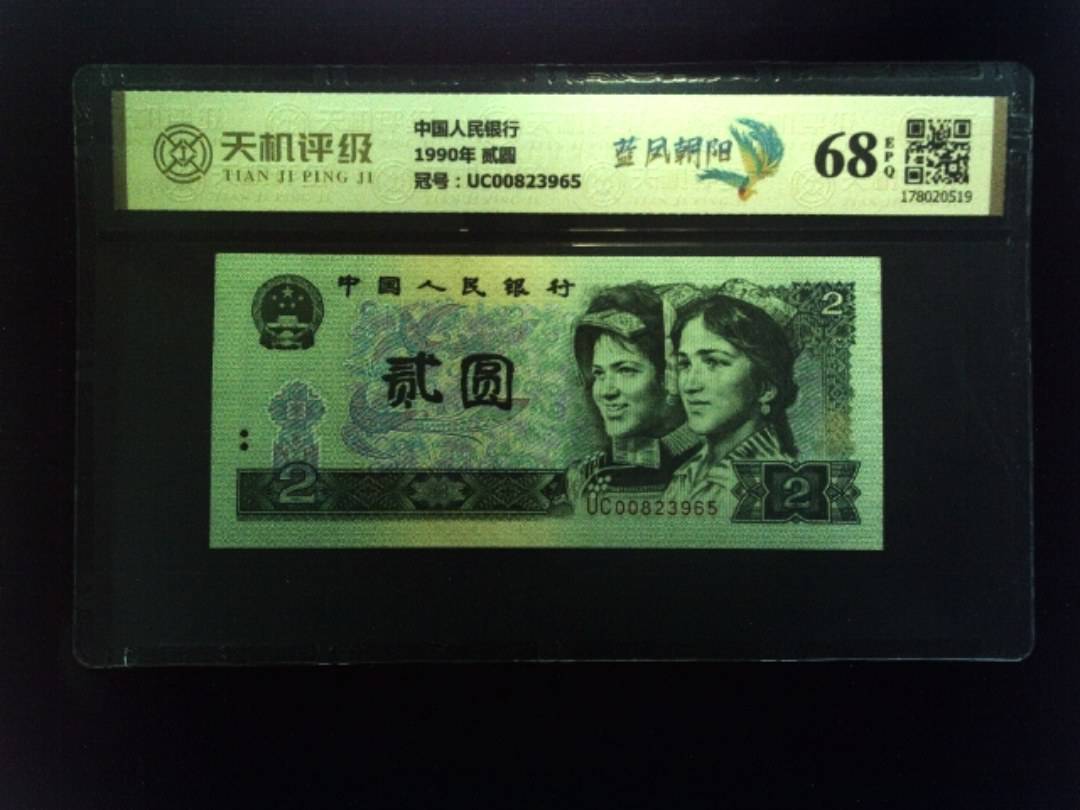 天机评级
TIAN JI PING JI
中国人民银行
1990年 贰圆
冠号：UC00823965
蓝凤朝阳
68
EPQ
178020519
中国人民银行
2
贰圆
2
UC00823965
2